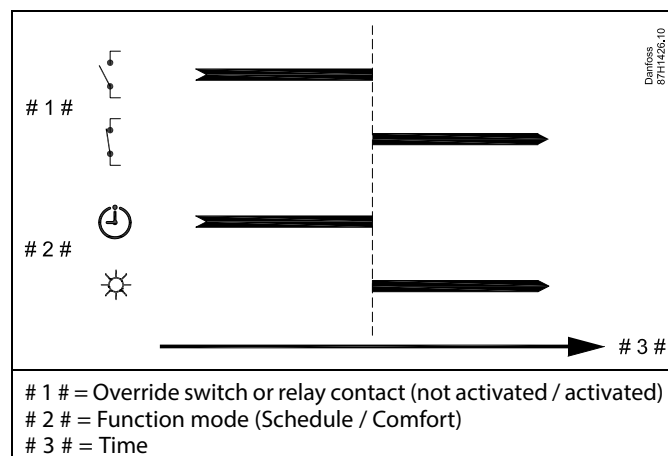 Danfoss
87H1426.10
# 1 #
# 2 #
# 3 #
# 1 # = Override switch or relay contact (not activated / activated)
# 2 # = Function mode (Schedule / Comfort)
# 3 # = Time